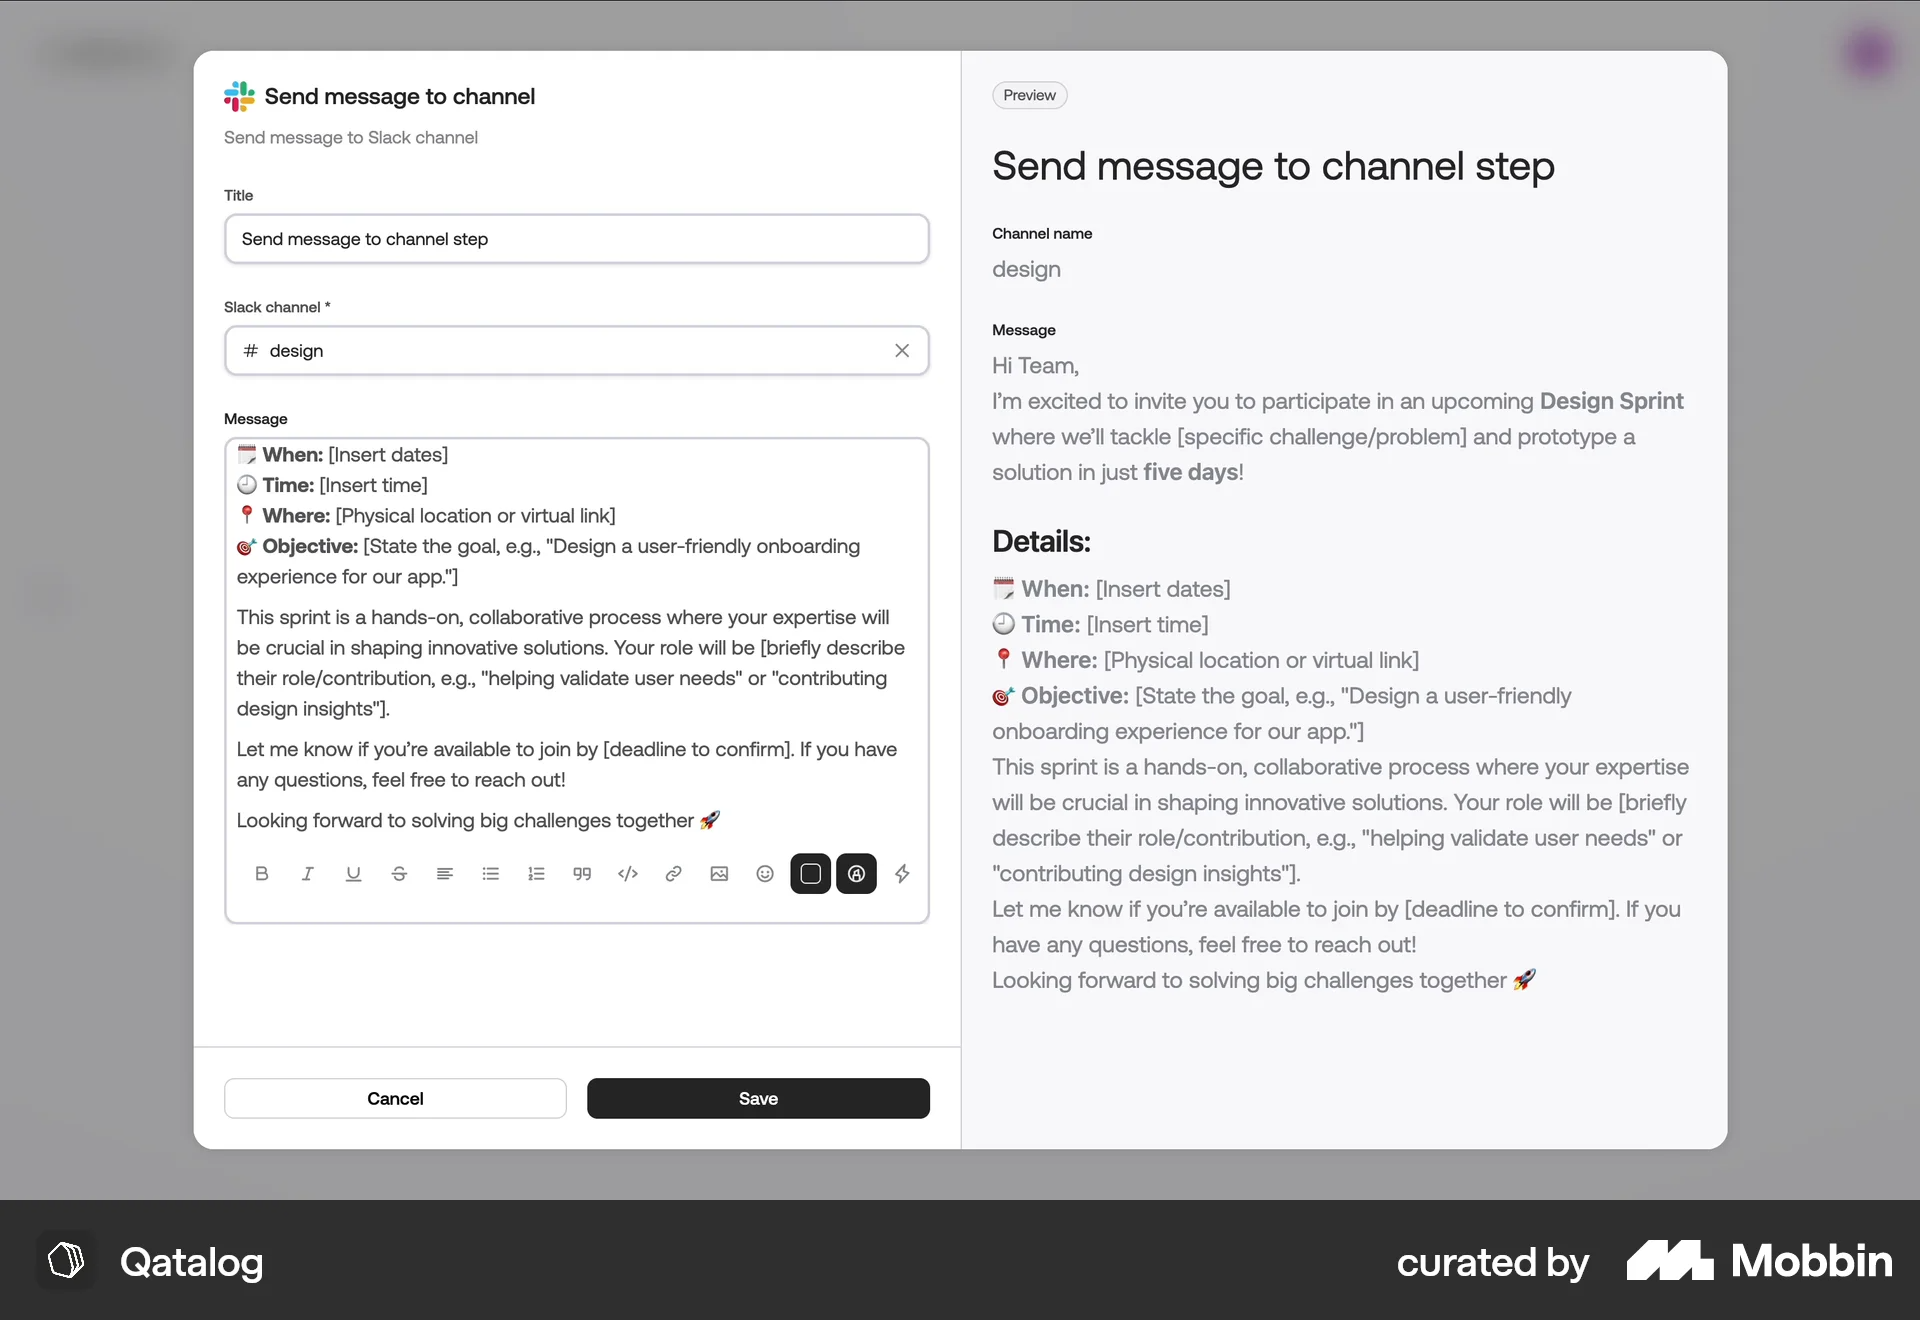 Send message to channel
Send message to Slack channel
Title
Send message to channel step
Slack channel *
# design
Message
🗓️ When: [Insert dates]
🕘 Time: [Insert time]
📍 Where: [Physical location or virtual link]
🎯 Objective: [State the goal, e.g., "Design a user-friendly onboarding
experience for our app."]
This sprint is a hands-on, collaborative process where your expertise will
be crucial in shaping innovative solutions. Your role will be [briefly describe
their role/contribution, e.g., "helping validate user needs" or "contributing
design insights"].
Let me know if you’re available to join by [deadline to confirm]. If you have
any questions, feel free to reach out!
Looking forward to solving big challenges together 🚀
Cancel
Save
Preview
Send message to channel step
Channel name
design
Message
Hi Team,
I’m excited to invite you to participate in an upcoming Design Sprint
where we’ll tackle [specific challenge/problem] and prototype a
solution in just five days!
Details:
🗓️ When: [Insert dates]
🕘 Time: [Insert time]
📍 Where: [Physical location or virtual link]
🎯 Objective: [State the goal, e.g., "Design a user-friendly
onboarding experience for our app."]
This sprint is a hands-on, collaborative process where your expertise
will be crucial in shaping innovative solutions. Your role will be [briefly
describe their role/contribution, e.g., "helping validate user needs" or
"contributing design insights"].
Let me know if you’re available to join by [deadline to confirm]. If you
have any questions, feel free to reach out!
Looking forward to solving big challenges together 🚀
Qatalog
curated by Mobbin